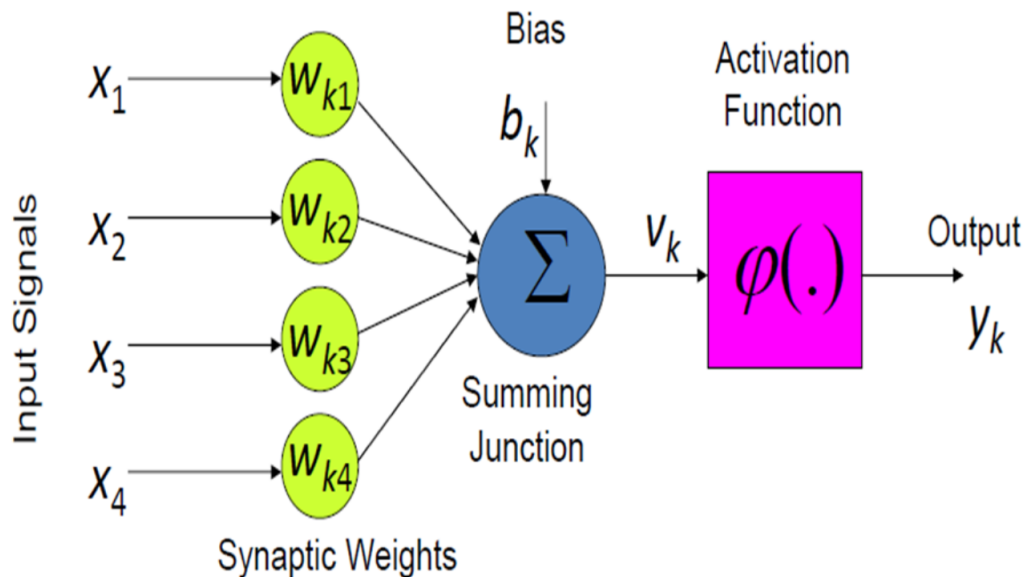 Input Signals
x1
x2
x3
x4
wk1
wk2
wk3
wk4
Synaptic Weights
Bias
bk
Σ
Summing
Junction
vk
Activation
Function
φ(.)
Output
yk